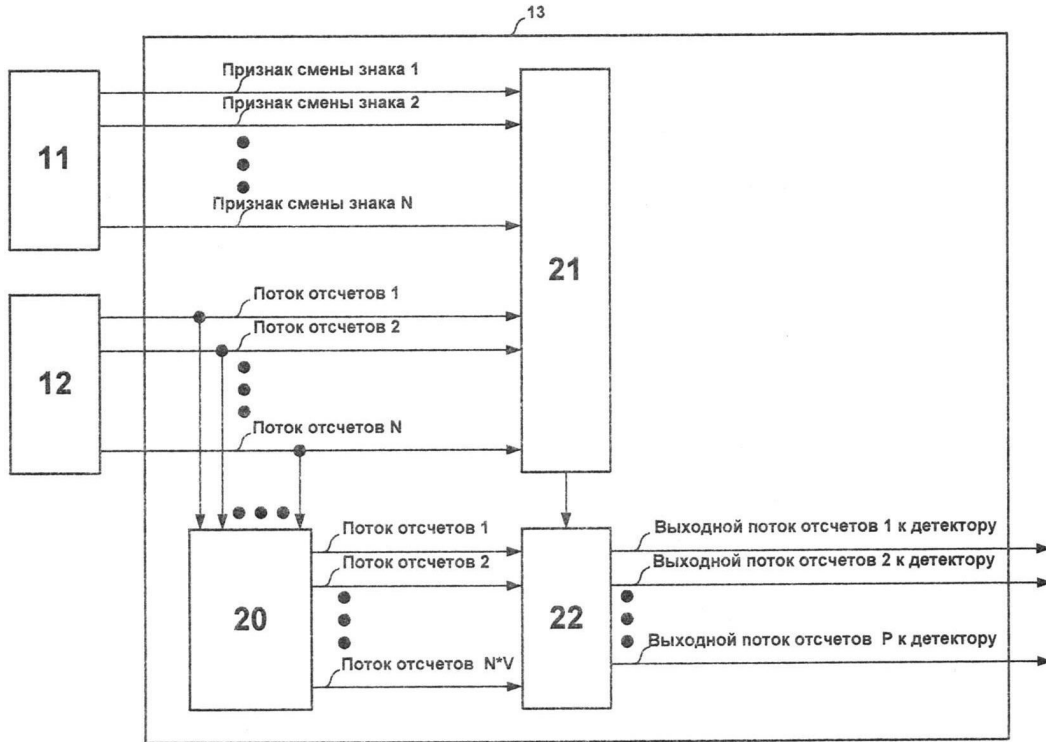 13
Признак смены знака 1
Признак смены знака 2
11
Признак смены знака N
21
Поток отсчетов 1
Поток отсчетов 2
12
Поток отсчетов N
Поток отсчетов 1
Выходной поток отсчетов 1 к детектору
Поток отсчетов 2
Выходной поток отсчетов 2 к детектору
20
22
Поток отсчетов N*V
Выходной поток отсчетов P к детектору